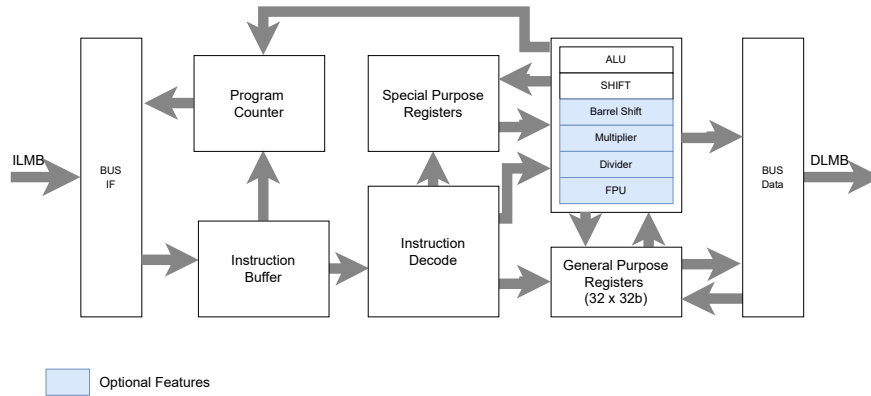 ALU
SHIFT
Barrel Shift
Multiplier
Divider
FPU
Program
Counter
Special Purpose
Registers
ILMB
BUS
IF
BUS
Data
DLMB
Instruction
Buffer
Instruction
Decode
General Purpose
Registers
(32 x 32b)
Optional Features